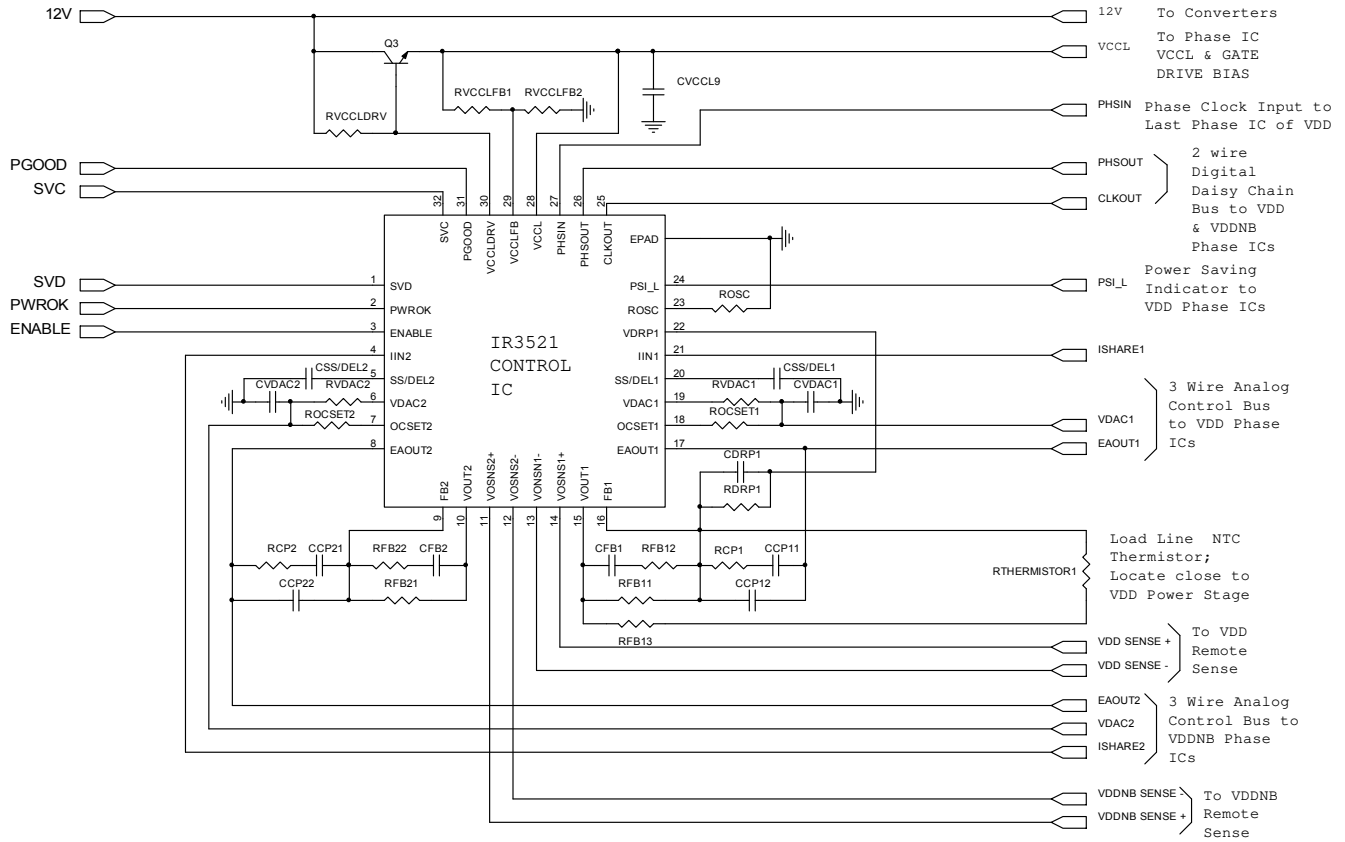 12V
12V To Converters
Q3
VCCL To Phase IC
VCCL & GATE
DRIVE BIAS
CVCCL9
RVCCLFB1 RVCCLFB2
RVCCLDRV
PHSIN Phase Clock Input to
Last Phase IC of VDD
PGOOD
SVC
PHSOUT
CLKOUT
2 wire
Digital
Daisy Chain
Bus to VDD
& VDDNB
Phase ICs
32 31 30 29 28 27 26 25
SVC PGOOD VCCLDRV VCCLFB VCCL PHSIN PHSOUT CLKOUT
EPAD
SVD
PWROK
ENABLE
1 SVD
2 PWROK
3 ENABLE
4 IIN2
5 SS/DEL2
6 VDAC2
7 OCSET2
8 EAOUT2
IR3521
CONTROL
IC
PSI_L 24
ROSC 23
VDRP1 22
IIN1 21
SS/DEL1 20
VDAC1 19
OCSET1 18
EAOUT1 17
ROSC
PSI_L Power Saving
Indicator to
VDD Phase ICs
ISHARE1
CSS/DEL2
CVDAC2 RVDAC2
ROCSET2
CSS/DEL1
RVDAC1 CVDAC1
ROCSET1
VDAC1
EAOUT1
3 Wire Analog
Control Bus
to VDD Phase
ICs
CDRP1
RDRP1
FB2 VOUT2 VOSNS2+ VOSNS2- VONSN1- VOSNS1+ VOUT1 FB1
9 10 11 12 13 14 15 16
RCP2 CCP21 RFB22 CFB2
CCP22 RFB21
CFB1 RFB12 RCP1 CCP11
RFB11 CCP12
RFB13
RTHERMISTOR1
Load Line NTC
Thermistor;
Locate close to
VDD Power Stage
VDD SENSE +
VDD SENSE -
To VDD
Remote
Sense
EAOUT2
VDAC2
ISHARE2
3 Wire Analog
Control Bus to
VDDNB Phase
ICs
VDDNB SENSE -
VDDNB SENSE +
To VDDNB
Remote
Sense